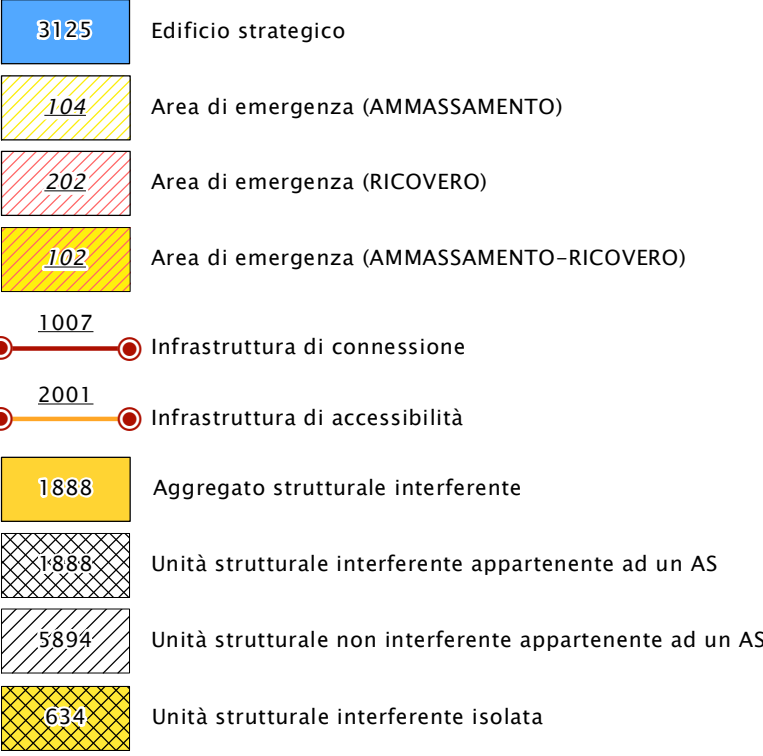 3125 Edificio strategico
104 Area di emergenza (AMMASSAMENTO)
202 Area di emergenza (RICOVERO)
102 Area di emergenza (AMMASSAMENTO-RICOVERO)
1007
Infrastruttura di connessione
2001
Infrastruttura di accessibilità
1888 Aggregato strutturale interferente
1888 Unità strutturale interferente appartenente ad un AS
5894 Unità strutturale non interferente appartenente ad un AS
634 Unità strutturale interferente isolata